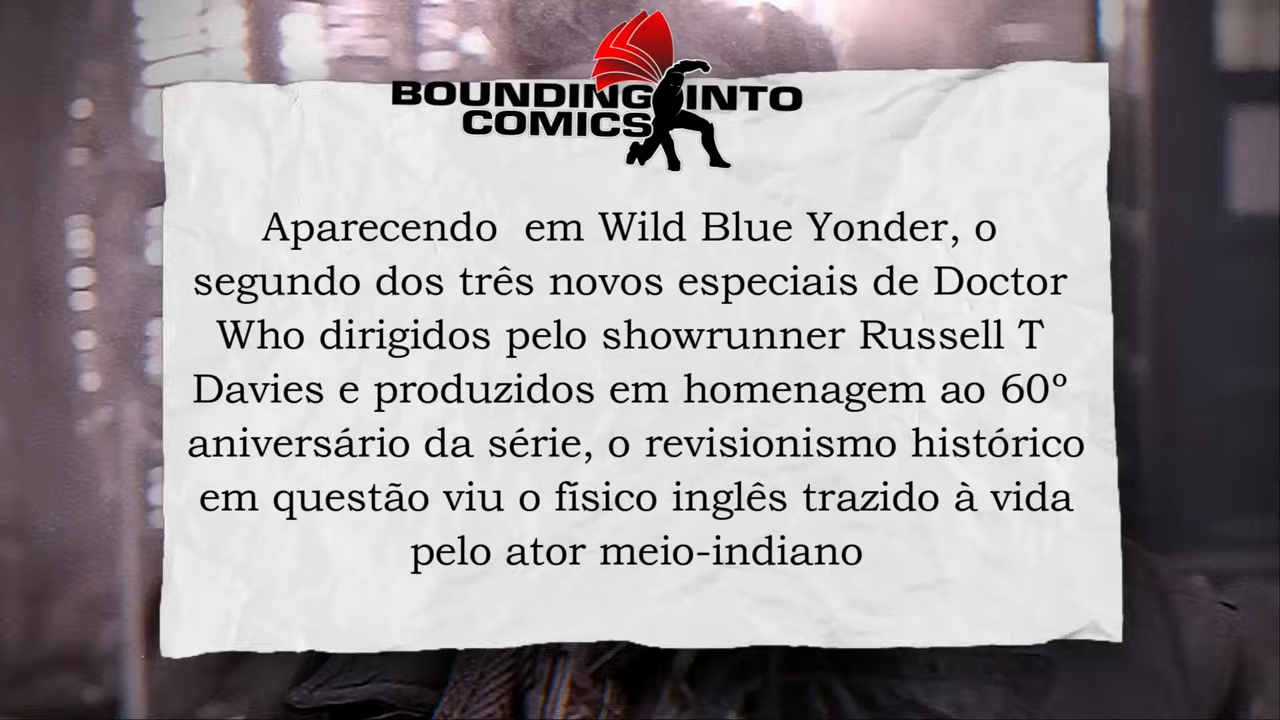 BOUNDING INTO
COMICS
Aparecendo em Wild Blue Yonder, o
segundo dos três novos especiais de Doctor
Who dirigidos pelo showrunner Russell T
Davies e produzidos em homenagem ao 60º
aniversário da série, o revisionismo histórico
em questão viu o físico inglês trazido à vida
pelo ator meio-indiano